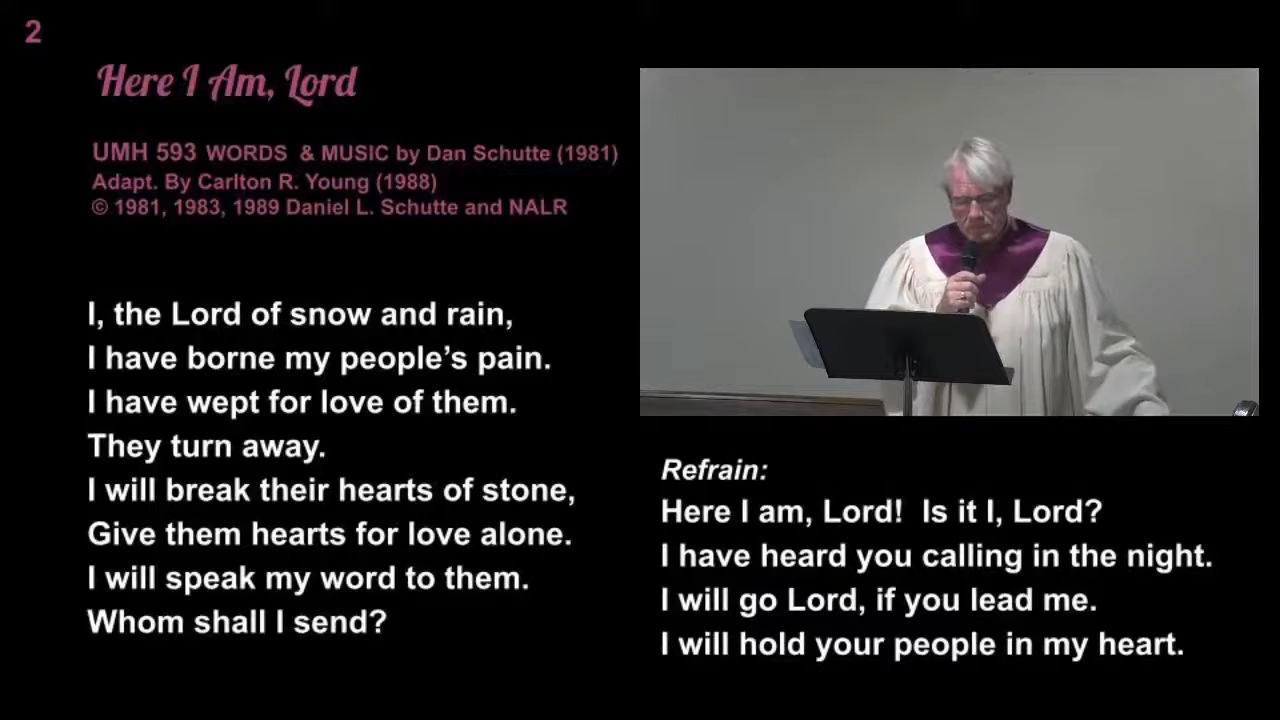 2
Here I Am, Lord
UMH 593 WORDS & MUSIC by Dan Schutte (1981)
Adapt. By Carlton R. Young (1988)
© 1981, 1983, 1989 Daniel L. Schutte and NALR
I, the Lord of snow and rain,
I have borne my people’s pain.
I have wept for love of them.
They turn away.
I will break their hearts of stone,
Give them hearts for love alone.
I will speak my word to them.
Whom shall I send?
Refrain:
Here I am, Lord!  Is it I, Lord?
I have heard you calling in the night.
I will go Lord, if you lead me.
I will hold your people in my heart.